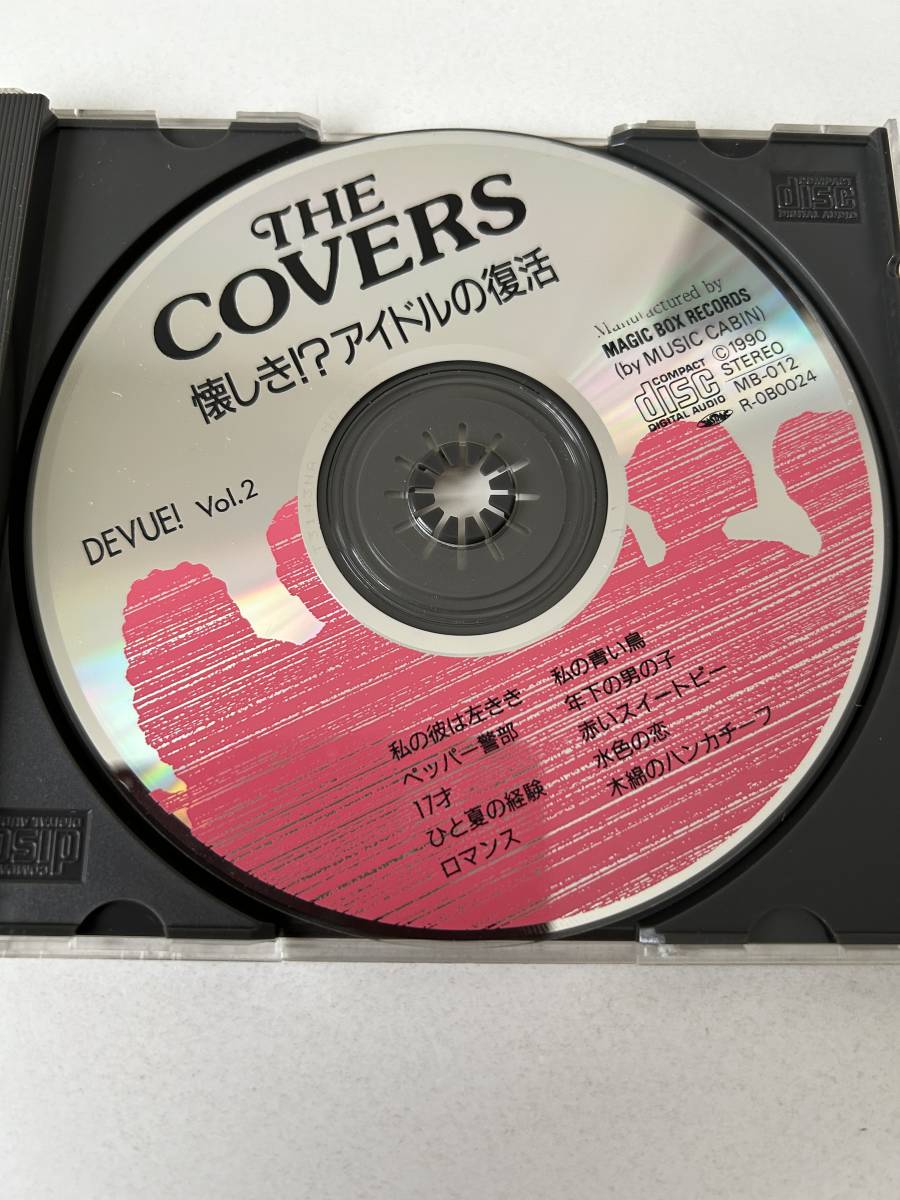 THE
COVERS
懐しき!?アイドルの復活
DEVUE! Vol.2
Manufactured by
MAGIC BOX RECORDS
(by MUSIC CABIN)
COMPACT
disc
DIGITAL AUDIO
©1990
STEREO
MB-012
R-0B0024
私の彼は左きき
ペッパー警部
17才
ひと夏の経験
ロマンス
私の青い鳥
年下の男の子
赤いスイートピー
水色の恋
木綿のハンカチーフ
COMPACT
disc
DIGITAL AUDIO
disc